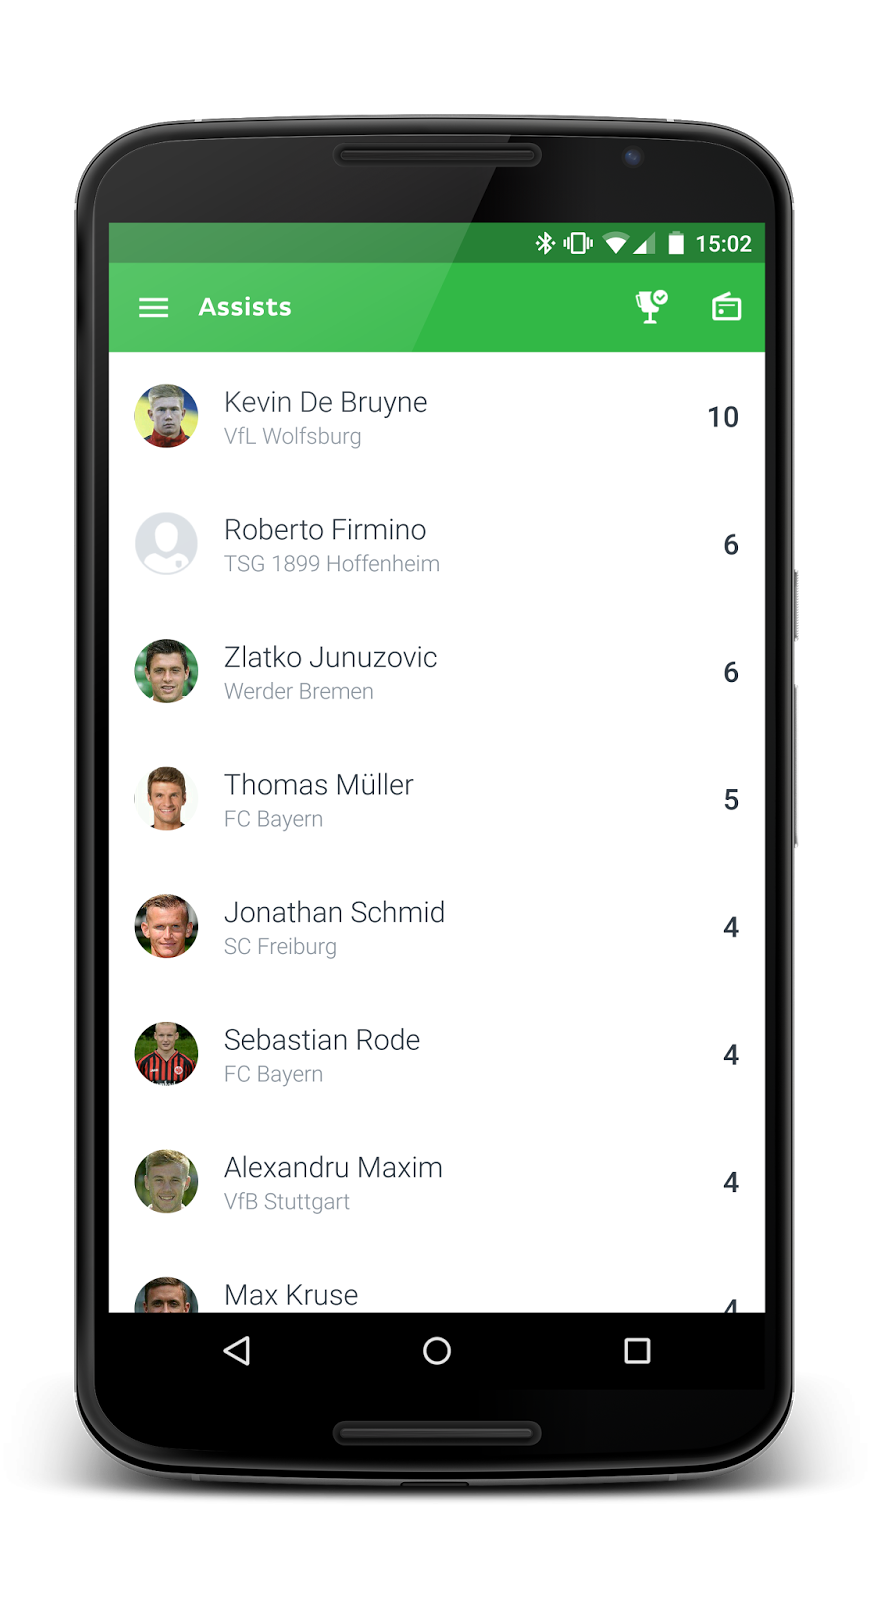 15:02
Assists
Kevin De Bruyne
VfL Wolfsburg
10
Roberto Firmino
TSG 1899 Hoffenheim
6
Zlatko Junuzovic
Werder Bremen
6
Thomas Müller
FC Bayern
5
Jonathan Schmid
SC Freiburg
4
Sebastian Rode
FC Bayern
4
Alexandru Maxim
VfB Stuttgart
4
Max Kruse
4